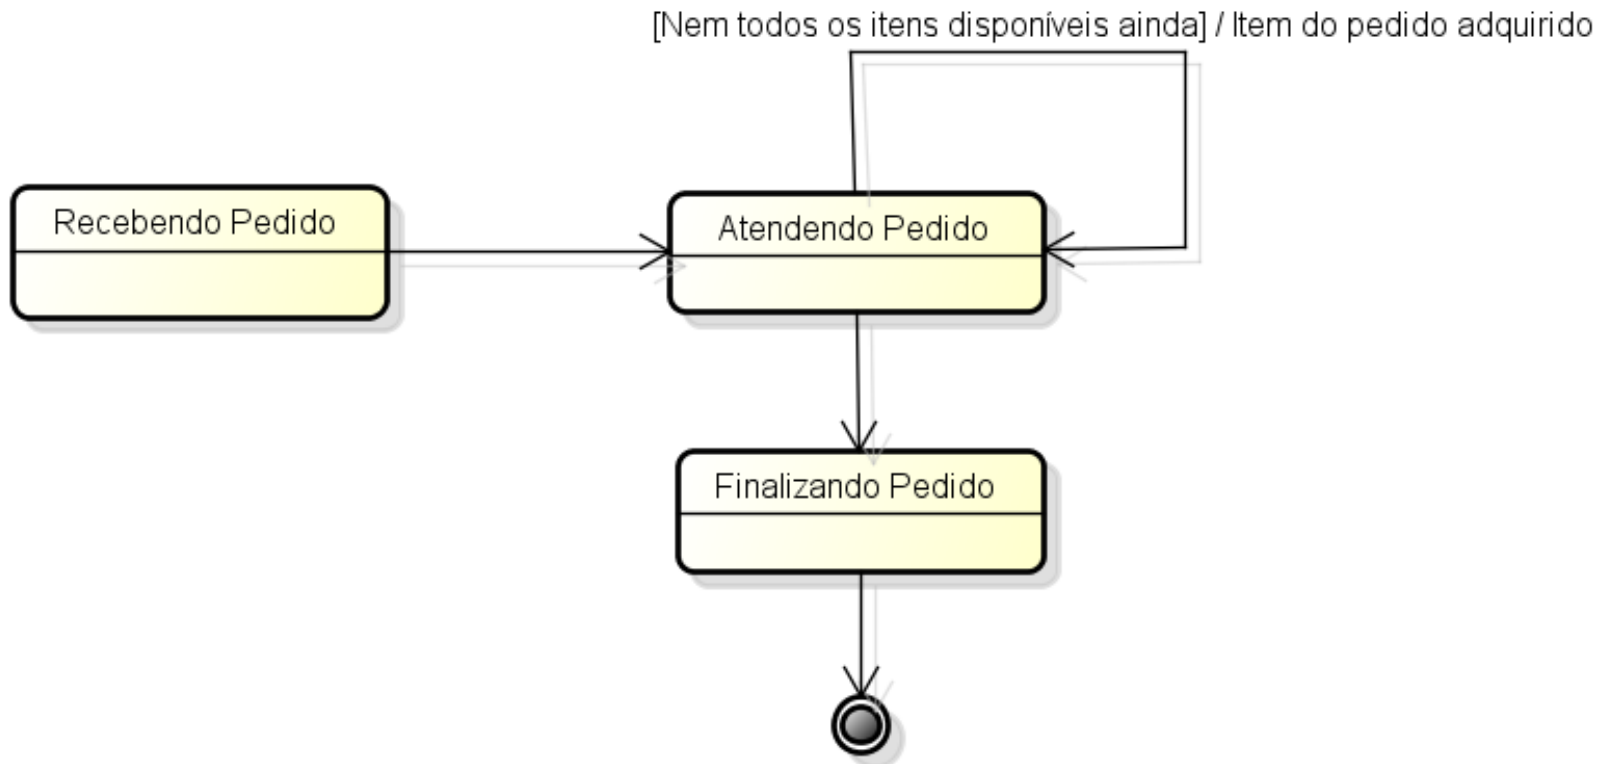 [Nem todos os itens disponíveis ainda] / Item do pedido adquirido
Recebendo Pedido
Atendendo Pedido
Finalizando Pedido